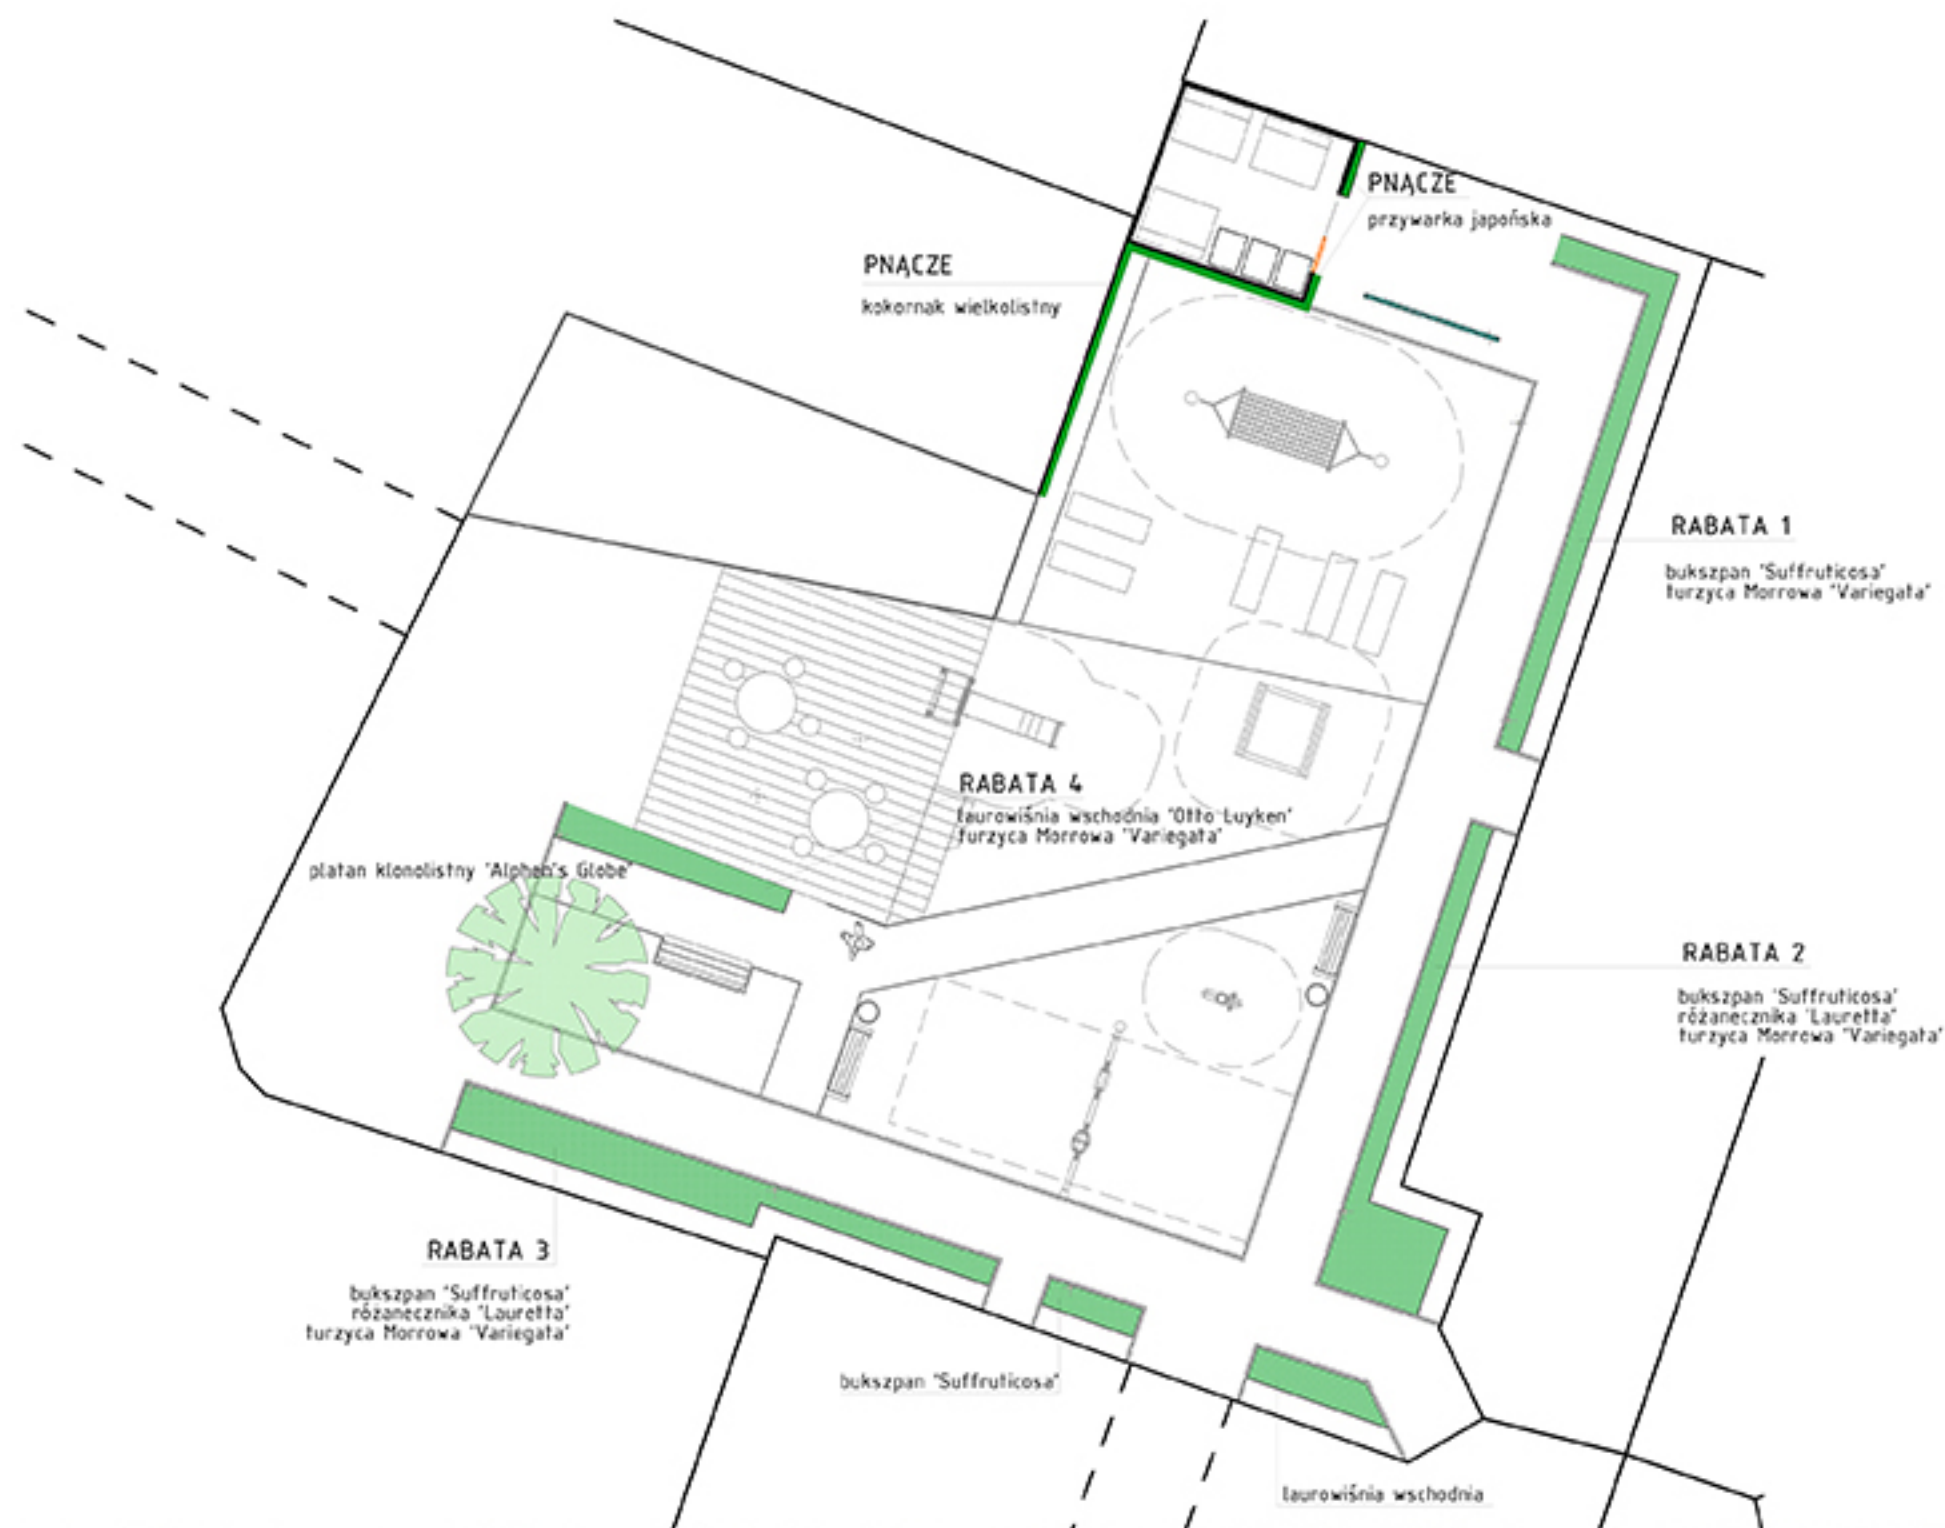 PNĄCZE
przywarka japońska
PNĄCZE
kokornak wielkolistny
RABATA 1
bukszpan "Suffruticosa"
turzyca Morrowa "Variegata"
RABATA 4
laurowiśnia wschodnia "Otto Luyken"
turzyca Morrowa "Variegata"
platan klonolistny "Alphen's Globe"
RABATA 2
bukszpan "Suffruticosa"
różanecznika "Lauretta"
turzyca Morrowa "Variegata"
RABATA 3
bukszpan "Suffruticosa"
różanecznika "Lauretta"
turzyca Morrowa "Variegata"
bukszpan "Suffruticosa"
laurowiśnia wschodnia